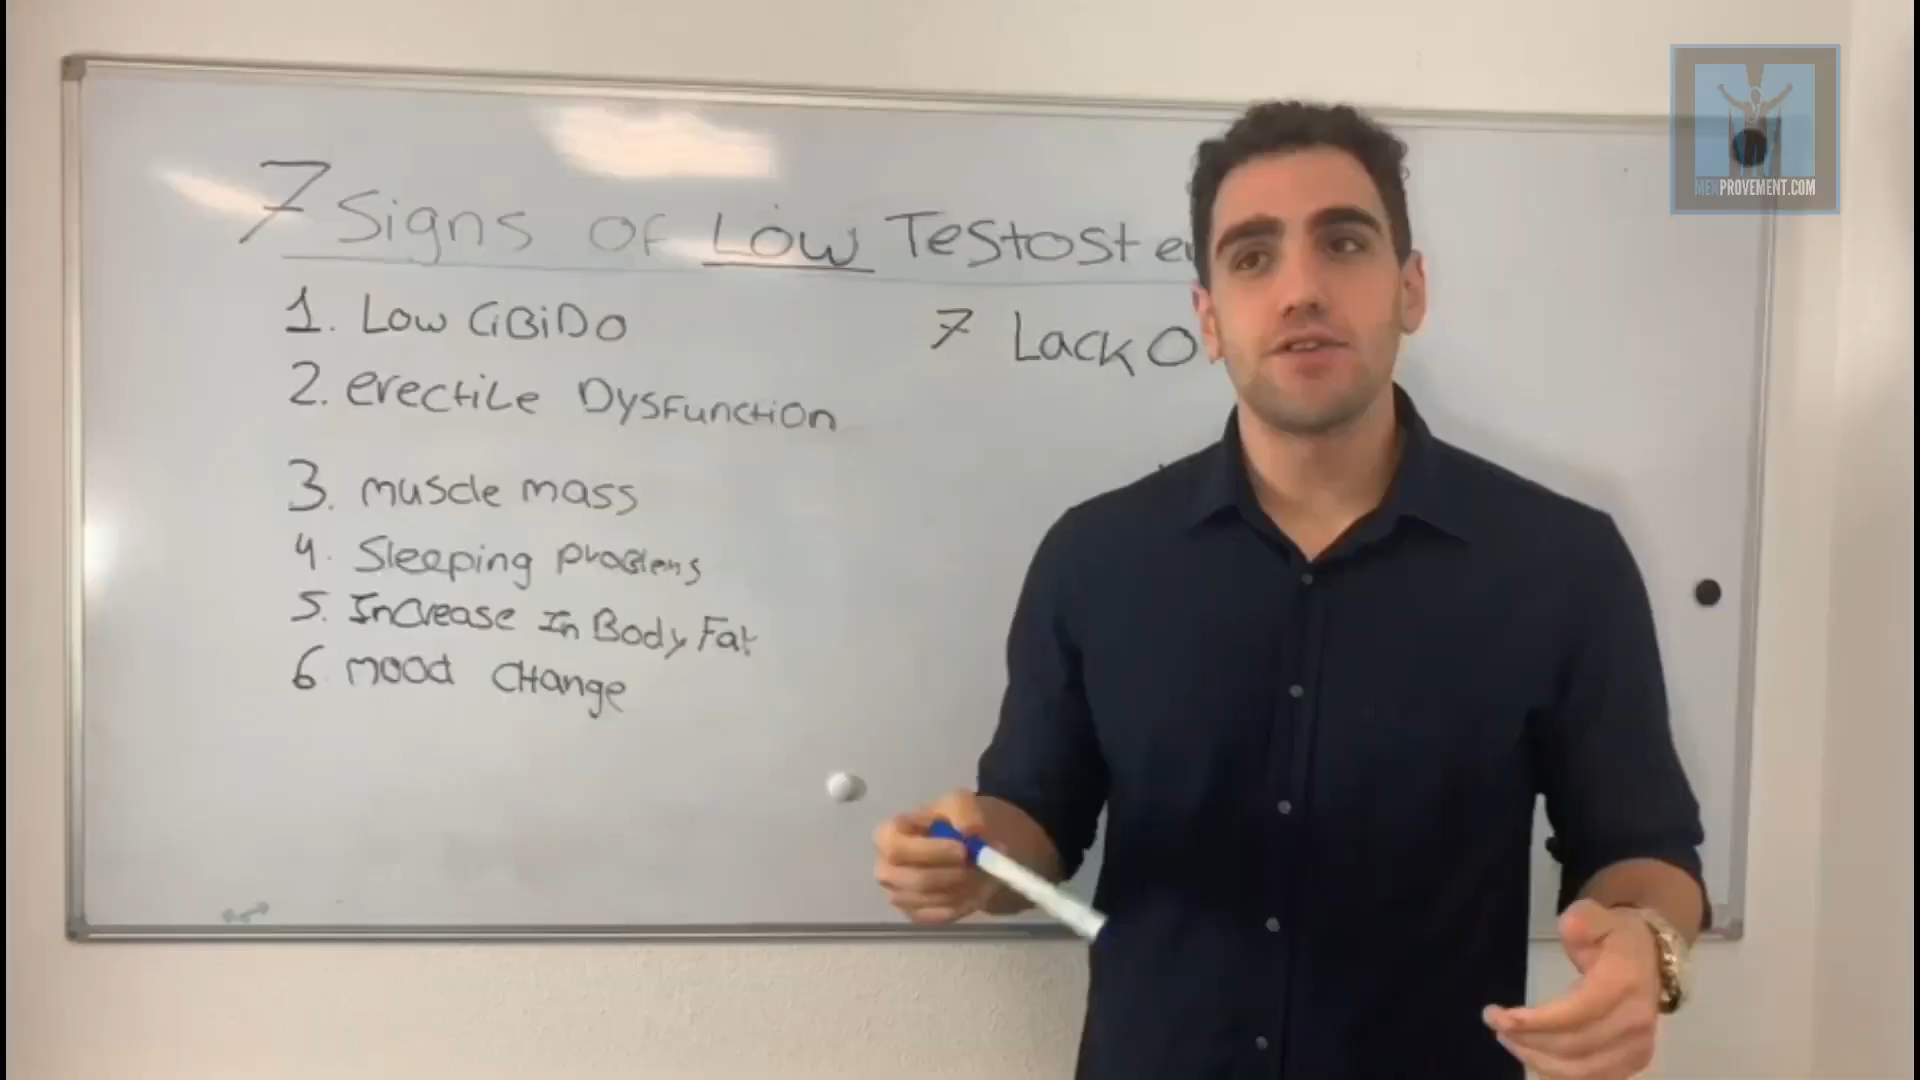 7 Signs of Low Testoste
1. Low LiBiDO
2. erectile Dysfunction
3. muscle mass
4. Sleeping problems
5. Increase In Body Fat
6 mood CHange
7 Lack O
MENPROVEMENT.COM